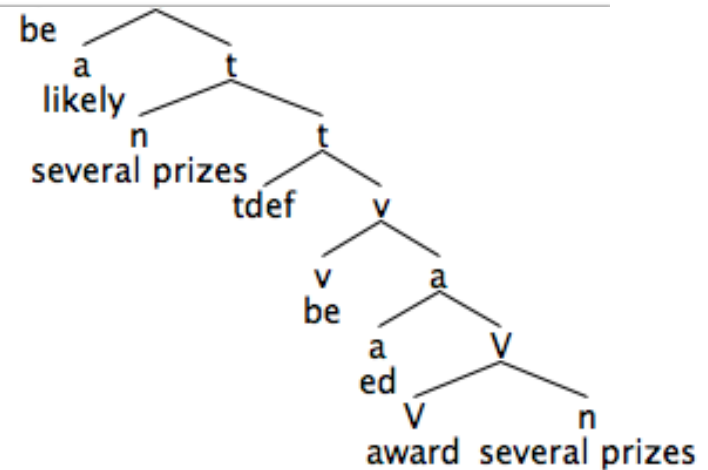 be
a t
likely
n t
several prizes
tdef v
v a
be
a V
ed
V n
award several prizes